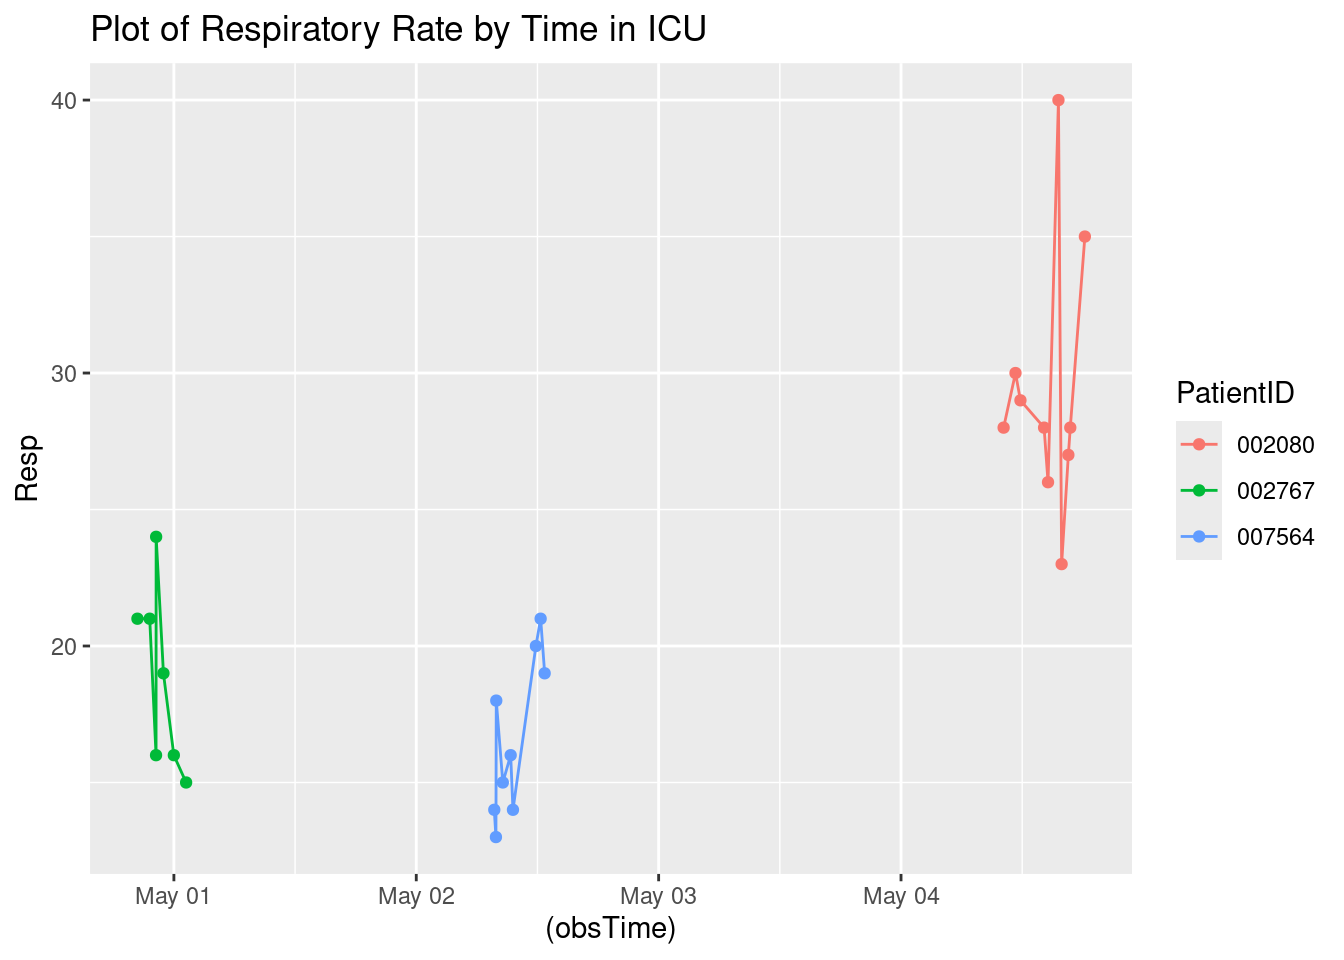 Plot of Respiratory Rate by Time in ICU
40
30
20
Resp
May 01
May 02
May 03
May 04
(obsTime)
PatientID
002080
002767
007564